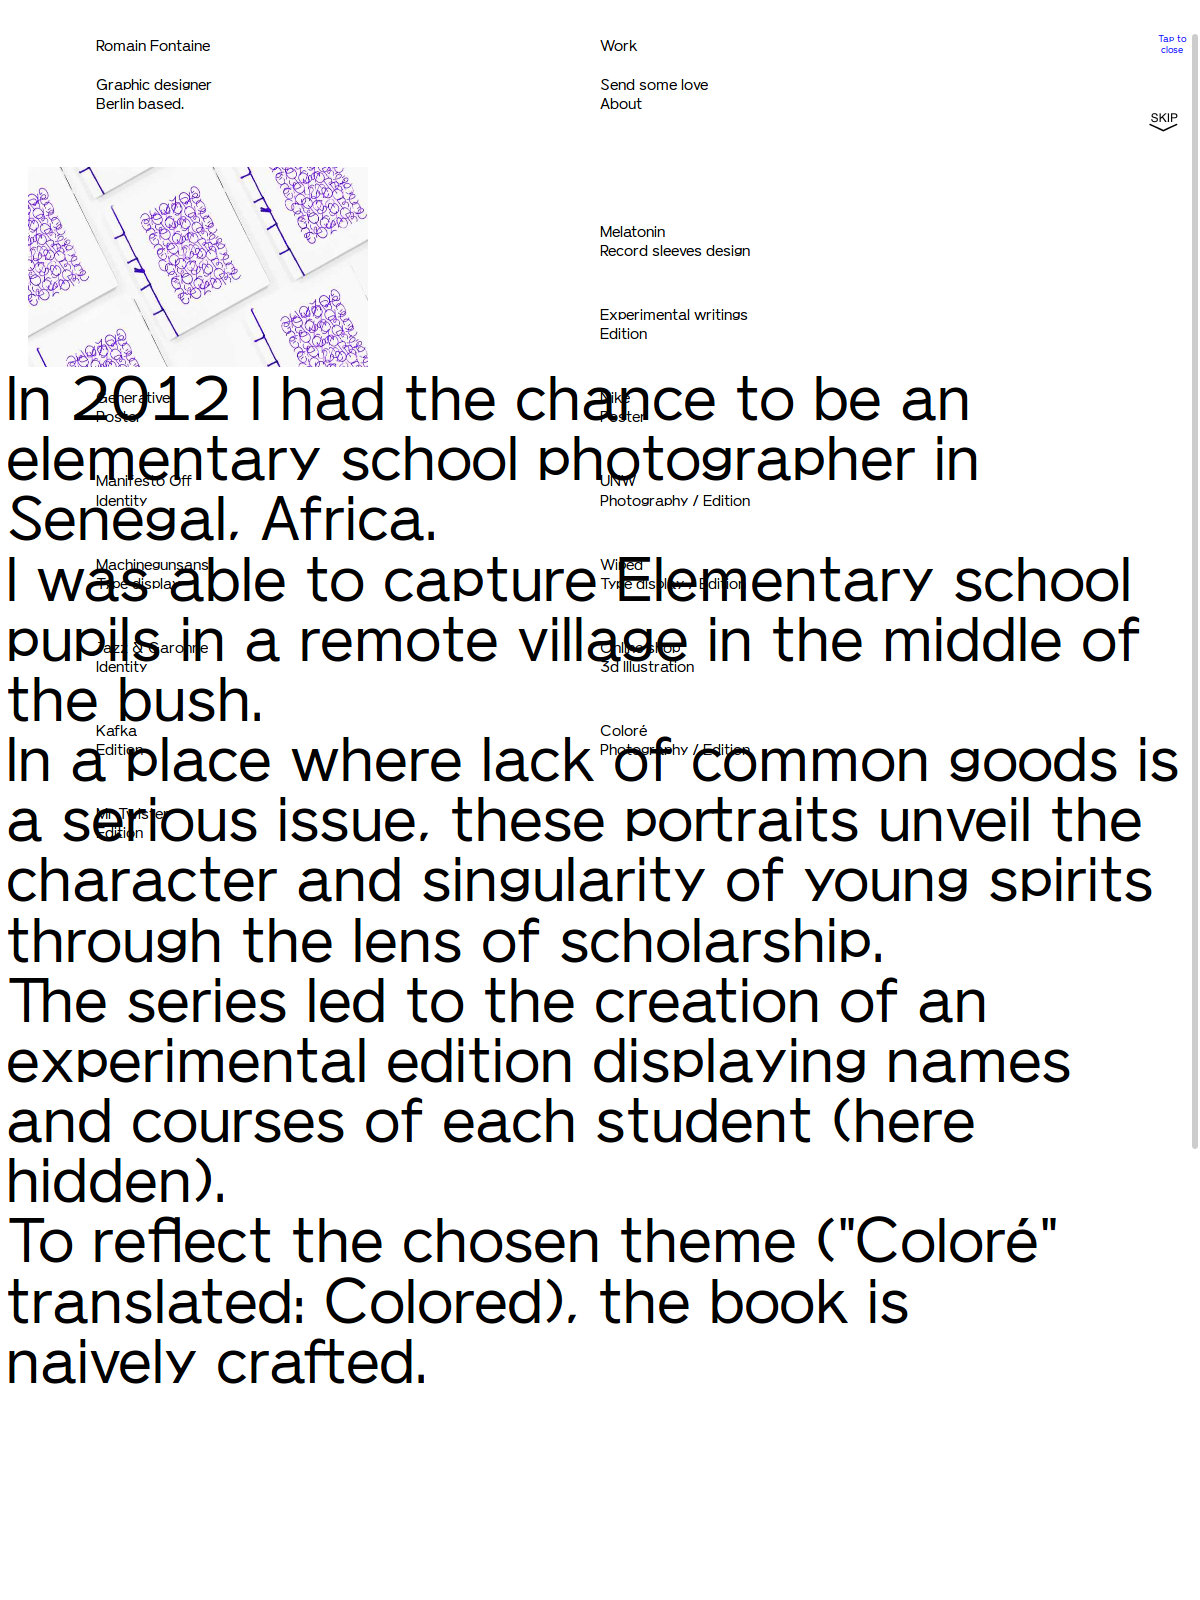 Romain Fontaine
Work
Tap to
close
Graphic designer
Berlin based.
Send some love
About
SKIP
Melatonin
Record sleeves design
Experimental writings
Edition
Generative
Poster
Nike
Poster
Manifesto Off
Identity
UNW
Photography / Edition
Machinegunsans
Type display
Wiped
Type display / Edition
Jazz & Garonne
Identity
Online shop
3d Illustration
Kafka
Edition
Coloré
Photography / Edition
Mr Twister
Edition
In 2012 I had the chance to be an
elementary school photographer in
Senegal, Africa.
I was able to capture Elementary school
pupils in a remote village in the middle of
the bush.
In a place where lack of common goods is
a serious issue, these portraits unveil the
character and singularity of young spirits
through the lens of scholarship.
The series led to the creation of an
experimental edition displaying names
and courses of each student (here
hidden).
To reflect the chosen theme ("Coloré"
translated: Colored), the book is
naively crafted.